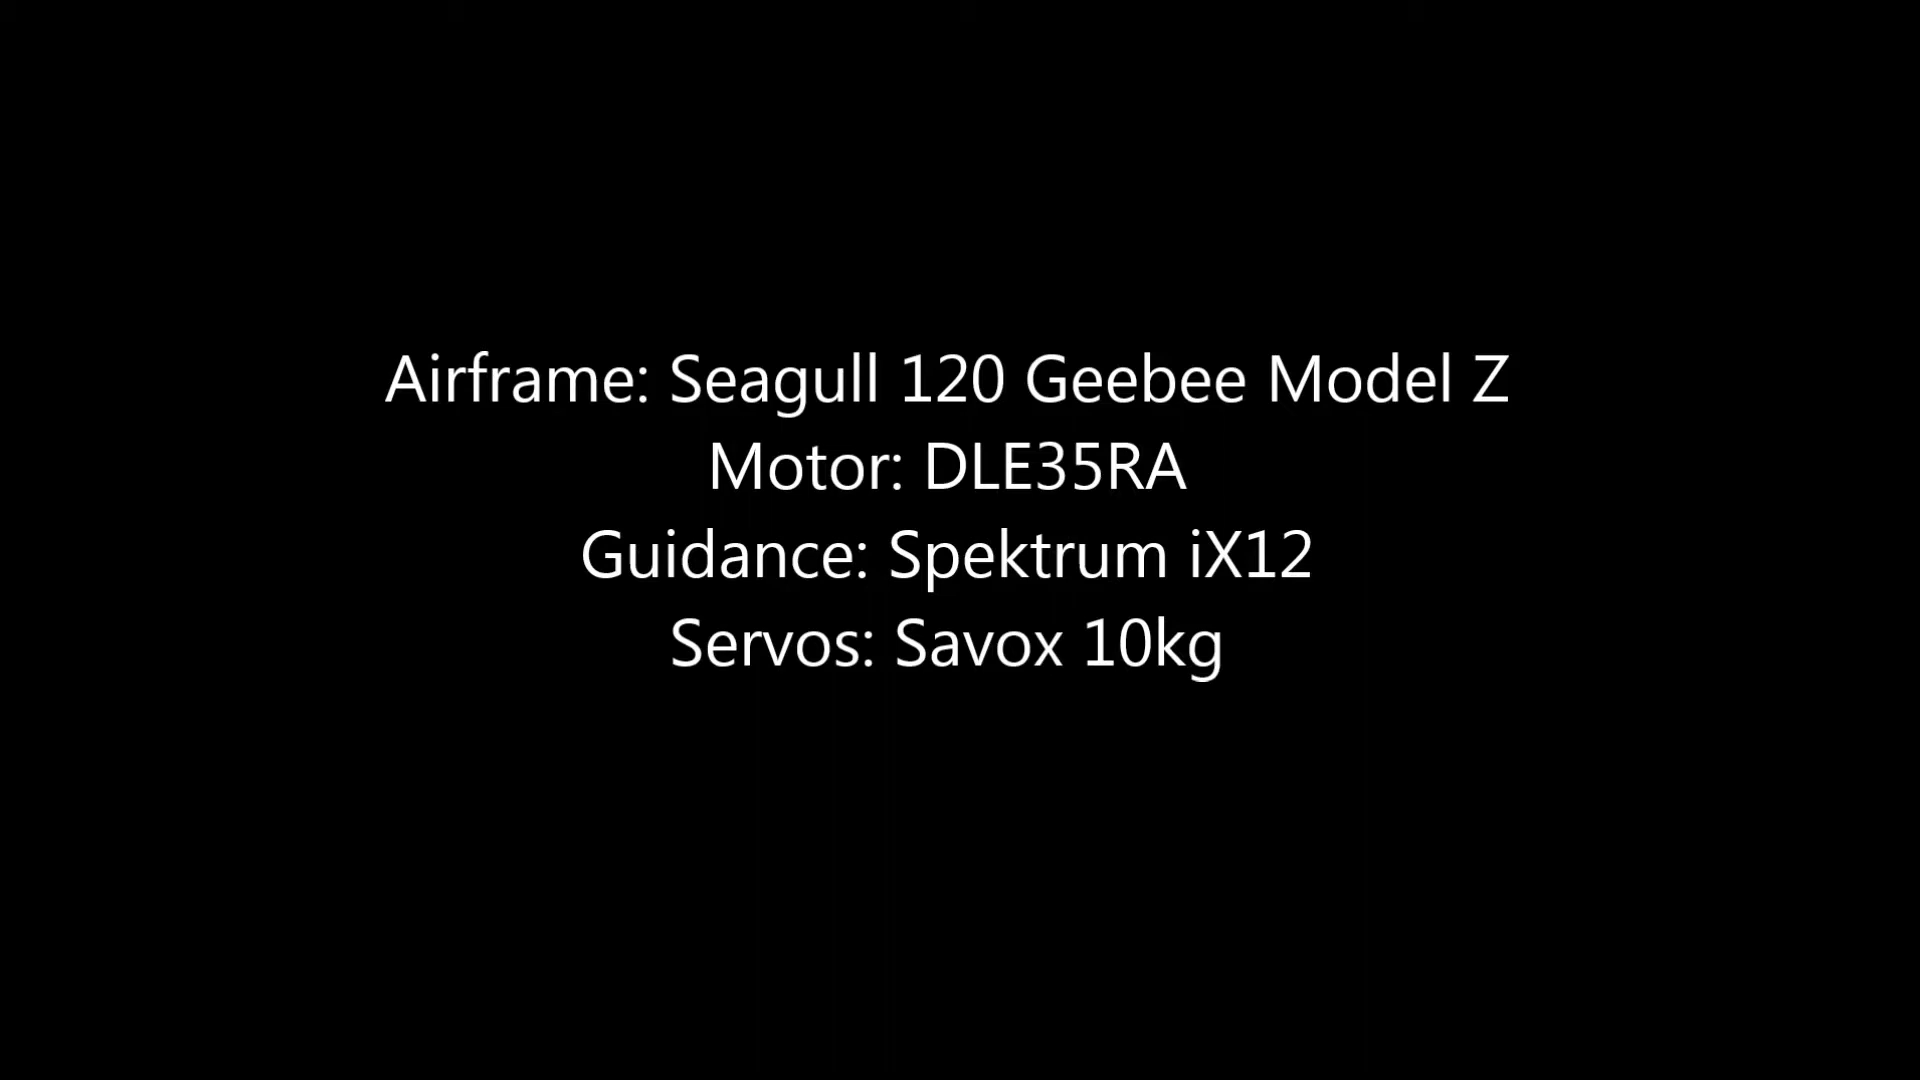 Airframe: Seagull 120 Geebee Model Z
Motor: DLE35RA
Guidance: Spektrum iX12
Servos: Savox 10kg